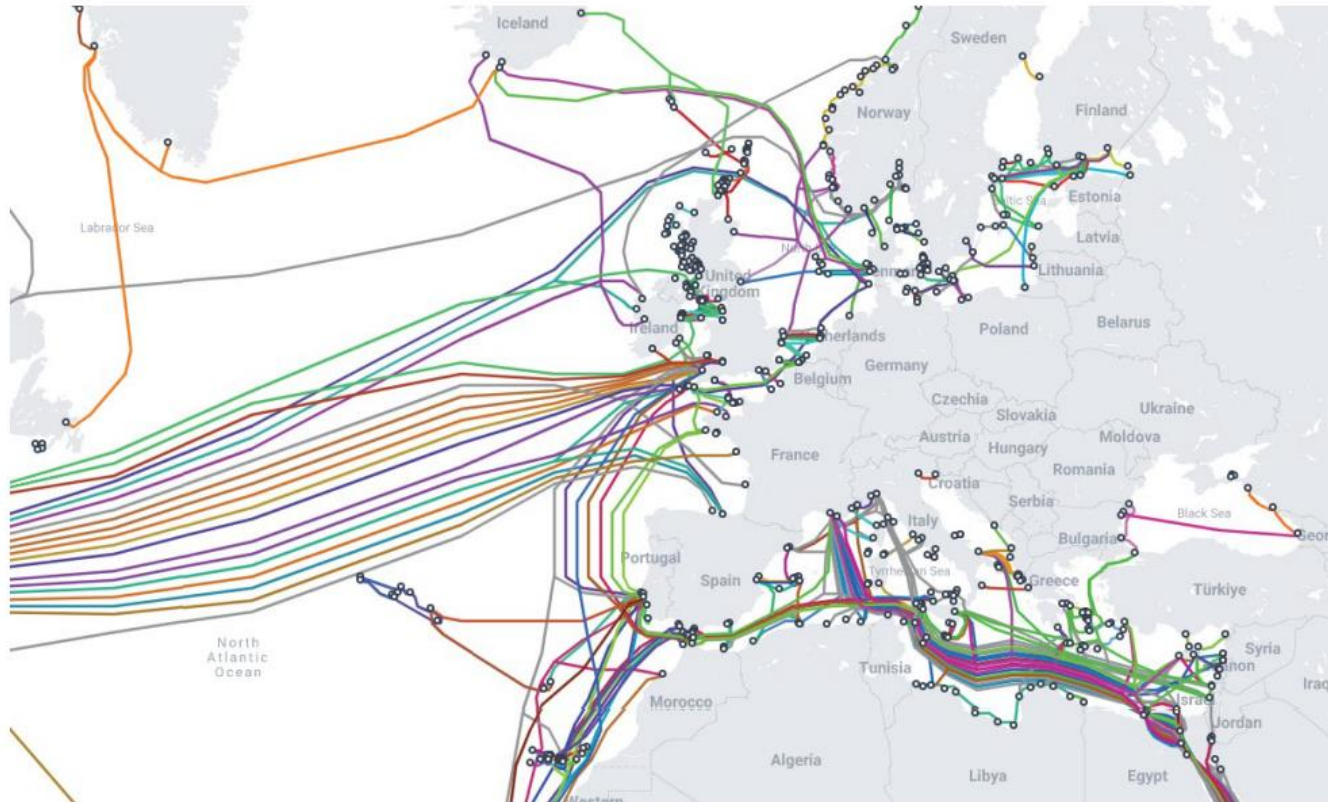 Iceland
Sweden
Finland
Norway
Labrador Sea
Estonia
Latvia
Lithuania
United
Kingdom
Ireland
Poland
Belarus
Germany
Belgium
Czechia
Slovakia
Ukraine
Austria
Hungary
Moldova
France
Romania
Croatia
Serbia
Black Sea
Italy
Bulgaria
Portugal
Spain
Greece
Türkiye
North
Atlantic
Ocean
Syria
Tunisia
Morocco
Israel
Jordan
Algeria
Libya
Egypt